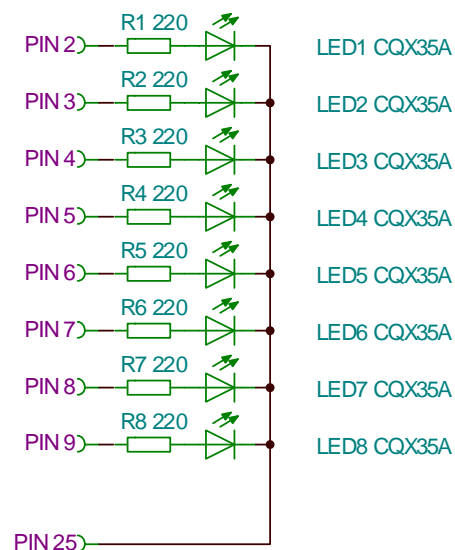 R1 220
PIN 2 LED1 CQX35A
R2 220
PIN 3 LED2 CQX35A
R3 220
PIN 4 LED3 CQX35A
R4 220
PIN 5 LED4 CQX35A
R5 220
PIN 6 LED5 CQX35A
R6 220
PIN 7 LED6 CQX35A
R7 220
PIN 8 LED7 CQX35A
R8 220
PIN 9 LED8 CQX35A
PIN 25